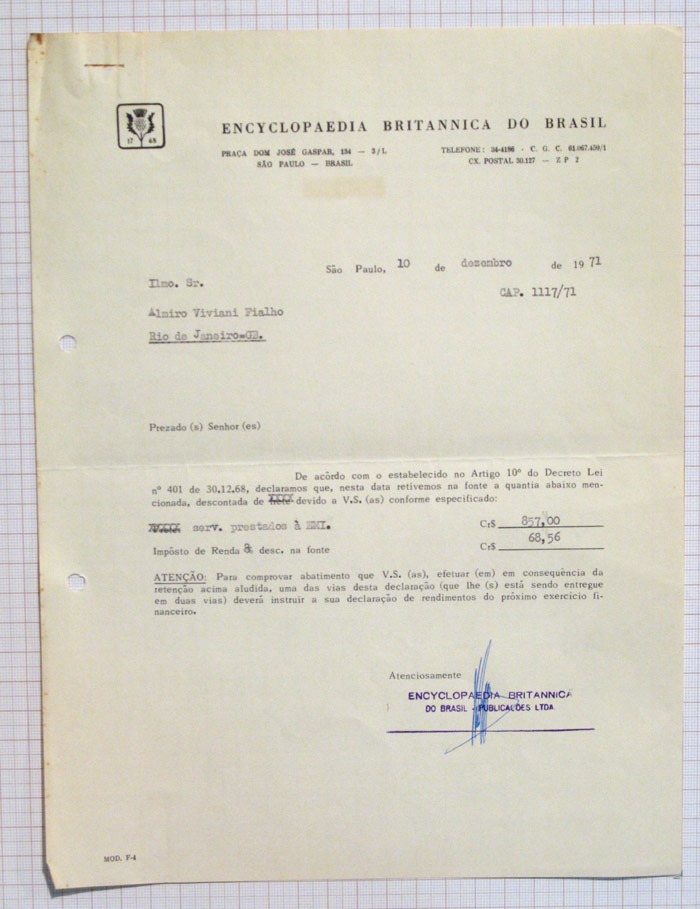 17 68
ENCYCLOPAEDIA BRITANNICA DO BRASIL
PRAÇA DOM JOSÉ GASPAR, 134 — 3/L
SÃO PAULO — BRASIL
TELEFONE: 34-4186 - C. G. C. 61.067.450/1
CX. POSTAL 30.127 — Z P 2
São Paulo, 10 de dezembro de 1971
Ilmo. Sr.
CAP. 1117/71
Almiro Viviani Fialho
Rio de Janeiro=GB.
Prezado (s) Senhor (es)
De acôrdo com o estabelecido no Artigo 10º do Decreto Lei
nº 401 de 30.12.68, declaramos que, nesta data retivemos na fonte a quantia abaixo men-
cionada, descontada de devido a V.S. (as) conforme especificado:
serv. prestados à EMI. Cr$ 857,00
Impôsto de Renda & desc. na fonte Cr$ 68,56
ATENÇÃO: Para comprovar abatimento que V.S. (as), efetuar (em) em consequência da
retenção acima aludida, uma das vias desta declaração (que lhe (s) está sendo entregue
em duas vias) deverá instruir a sua declaração de rendimentos do próximo exercício fi-
nanceiro.
Atenciosamente
ENCYCLOPAEDIA BRITANNICA
DO BRASIL - PUBLICAÇÕES LTDA.
MOD. F-4